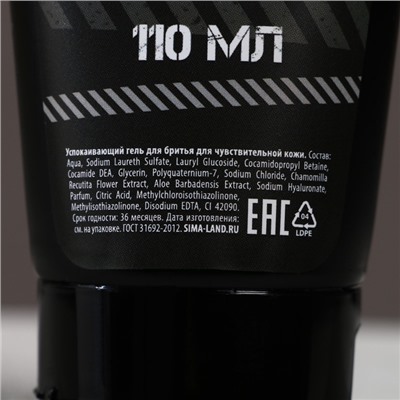 110 МЛ
Успокаивающий гель для бритья для чувствительной кожи. Состав:
Aqua, Sodium Laureth Sulfate, Lauryl Glucoside, Cocamidopropyl Betaine,
Cocamide DEA, Glycerin, Polyquaternium-7, Sodium Chloride, Chamomilla
Recutita Flower Extract, Aloe Barbadensis Extract, Sodium Hyaluronate,
Parfum, Citric Acid, Methylchloroisothiazolinone,
Methylisothiazolinone, Disodium EDTA, CI 42090.
Срок годности: 36 месяцев. Дата изготовления:
см. на упаковке. ГОСТ 31692-2012. SIMA-LAND.RU
EAC
04
LDPE